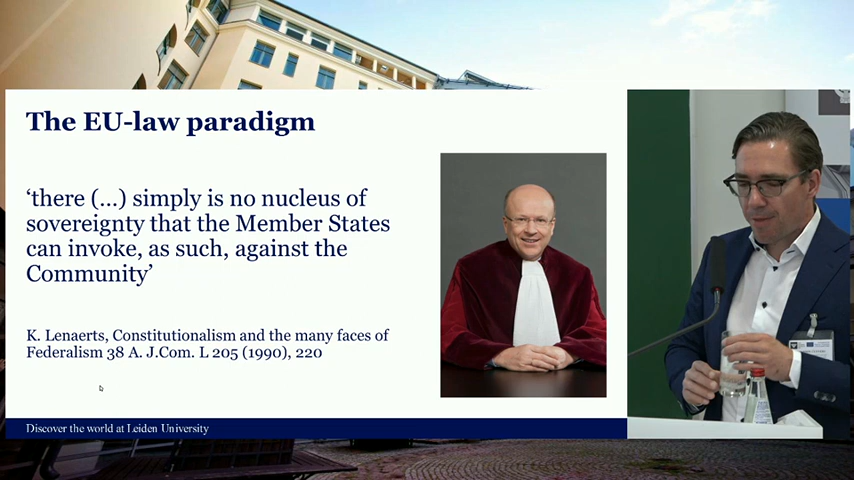 The EU-law paradigm
‘there (…) simply is no nucleus of
sovereignty that the Member States
can invoke, as such, against the
Community’
K. Lenaerts, Constitutionalism and the many faces of
Federalism 38 A. J.Com. L 205 (1990), 220
Discover the world at Leiden University